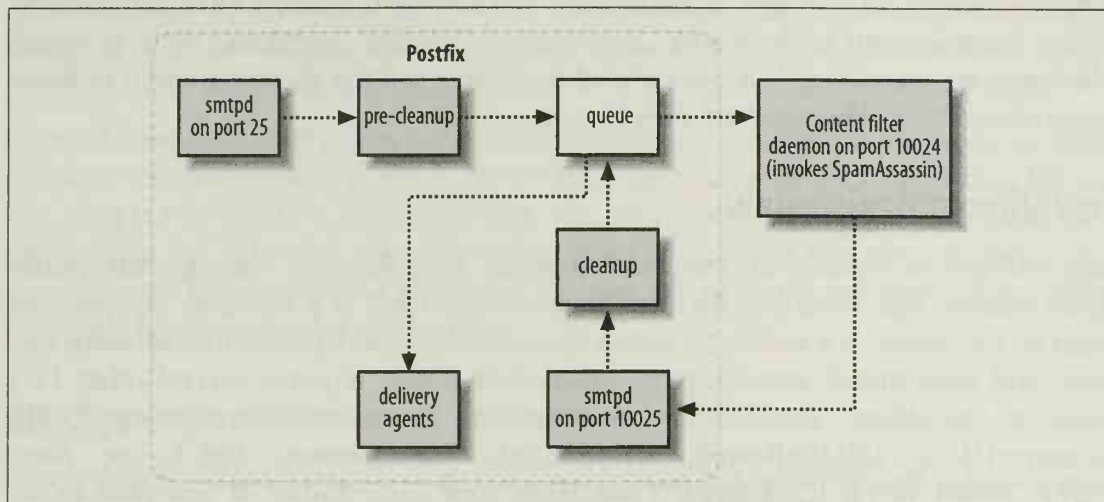 Postfix
smtpd
on port 25
pre-cleanup
queue
Content filter
daemon on port 10024
(invokes SpamAssassin)
cleanup
delivery
agents
smtpd
on port 10025